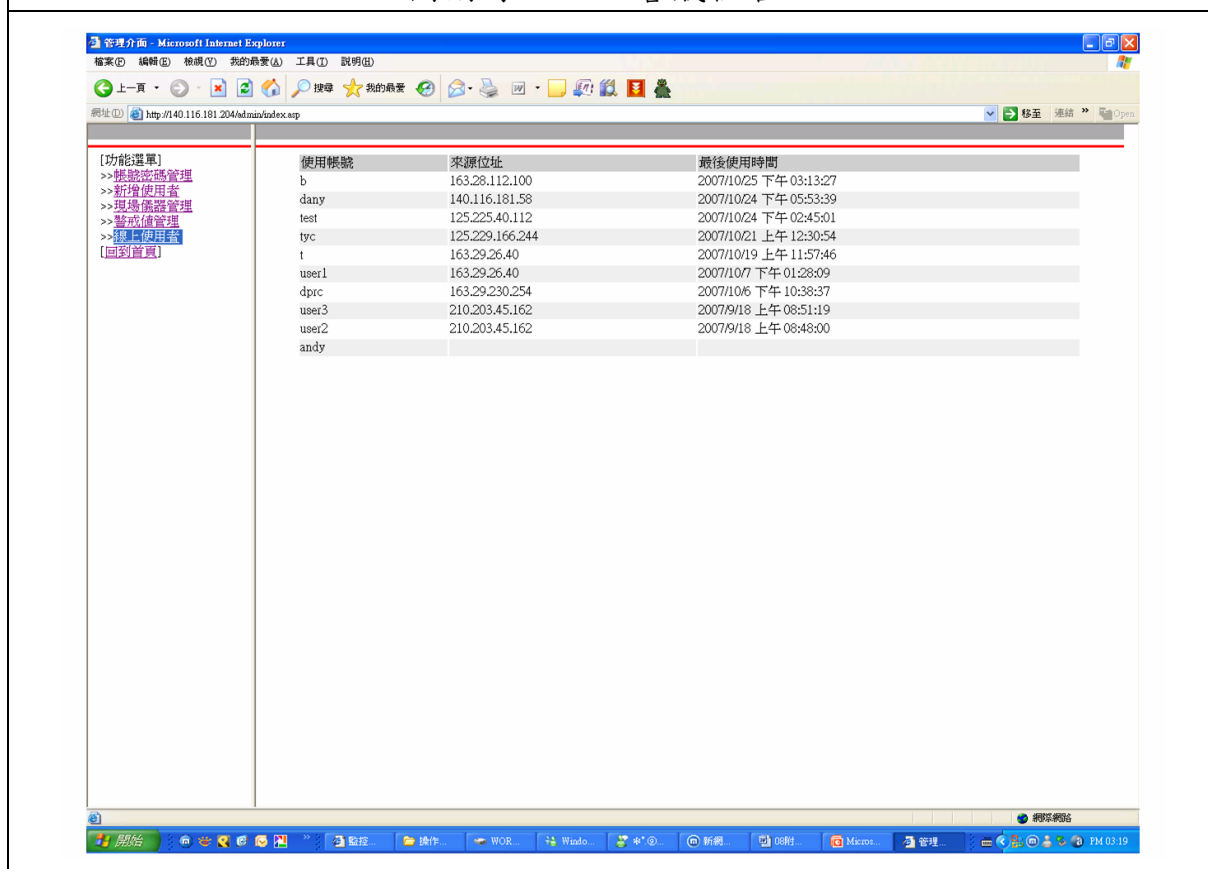 管理介面 - Microsoft Internet Explorer
檔案(F) 編輯(E) 檢視(V) 我的最愛(A) 工具(T) 說明(H)
上一頁 搜尋 我的最愛
網址(D) http://140.116.181.204/admin/index.asp 移至 連結 » Open
[功能選單]
>>帳號密碼管理
>>新增使用者
>>現場儀器管理
>>警戒值管理
>>線上使用者
[回到首頁]
使用帳號 來源位址 最後使用時間
b 163.28.112.100 2007/10/25 下午 03:13:27
dany 140.116.181.58 2007/10/24 下午 05:53:39
test 125.225.40.112 2007/10/24 下午 02:45:01
tyc 125.229.166.244 2007/10/21 上午 12:30:54
t 163.29.26.40 2007/10/19 上午 11:57:46
user1 163.29.26.40 2007/10/7 下午 01:28:09
dprc 163.29.230.254 2007/10/6 下午 10:38:37
user3 210.203.45.162 2007/9/18 上午 08:51:19
user2 210.203.45.162 2007/9/18 上午 08:48:00
andy
網際網路
開始 監控... 操作... WOR... Windo... 新網... 08附... Micros... 管理... PM 03:19